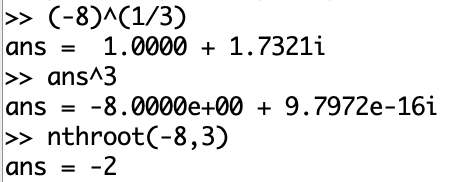 >> (-8)^(1/3)
ans =  1.0000 + 1.7321i
>> ans^3
ans = -8.0000e+00 + 9.7972e-16i
>> nthroot(-8,3)
ans = -2